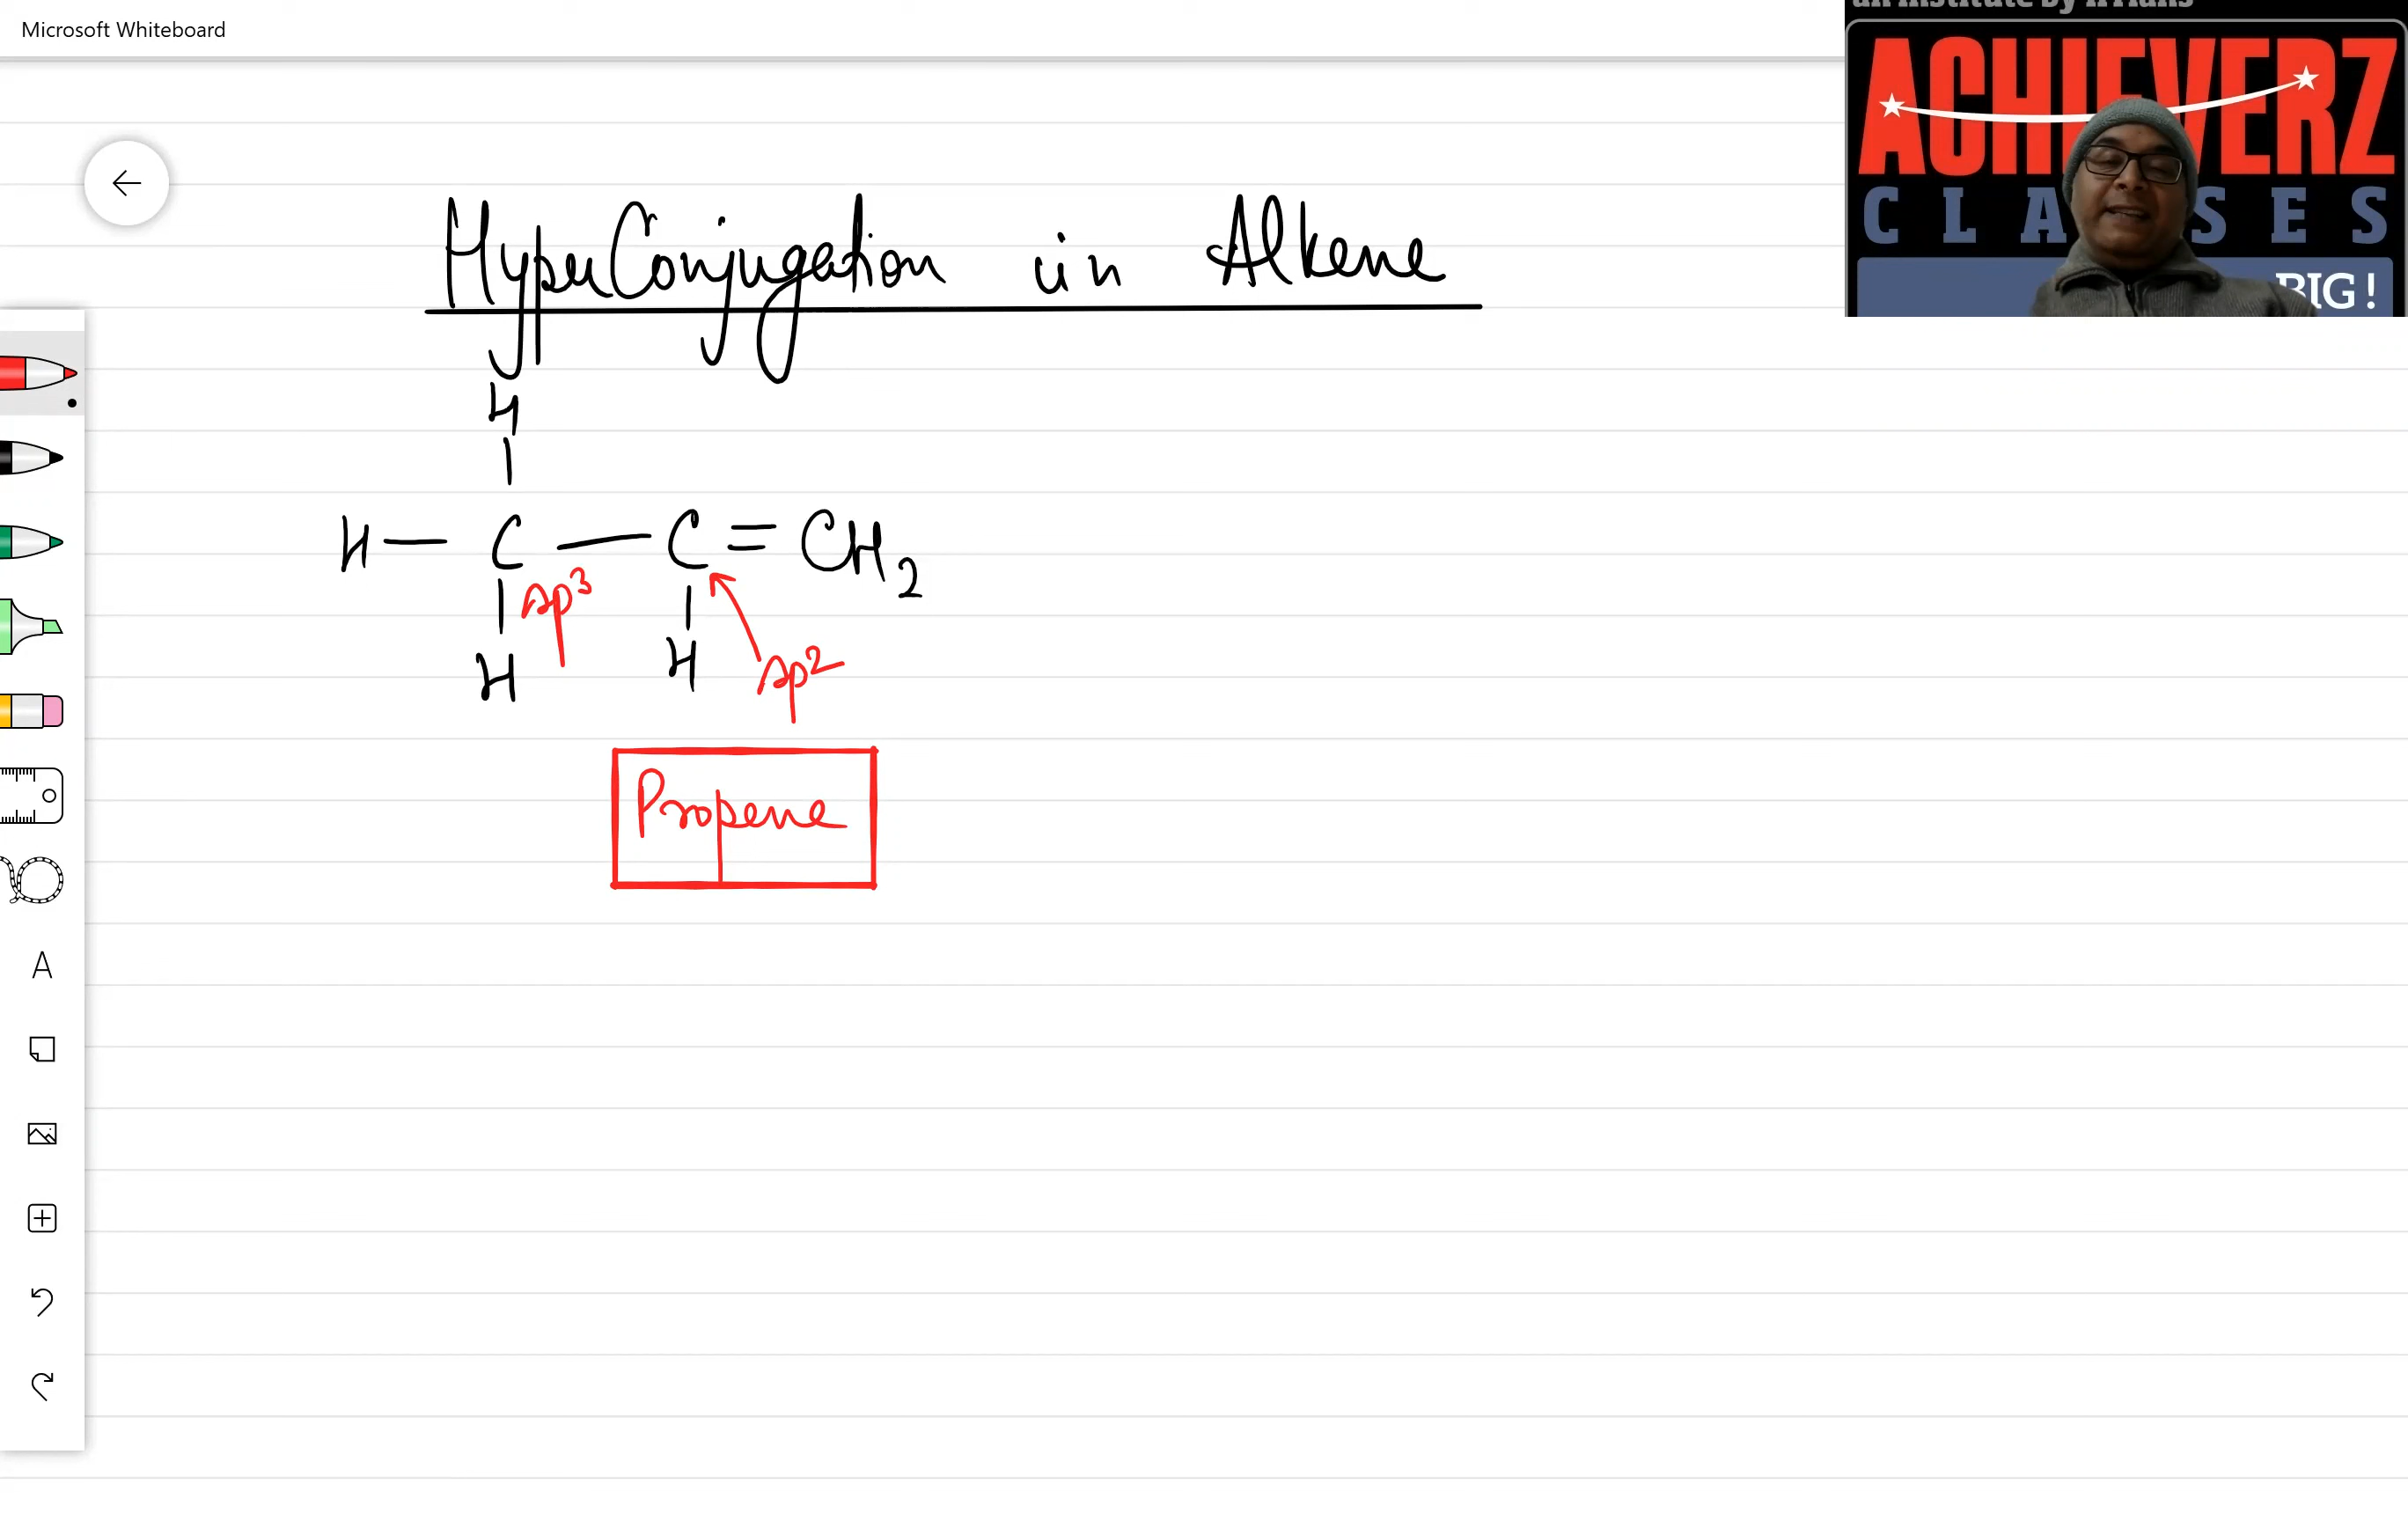 Microsoft Whiteboard
ACHIEVERZ
CLASSES
BIG!
HyperConjugation in Alkene
H
H — C — C = CH2
sp3
H H sp2
Propene
A